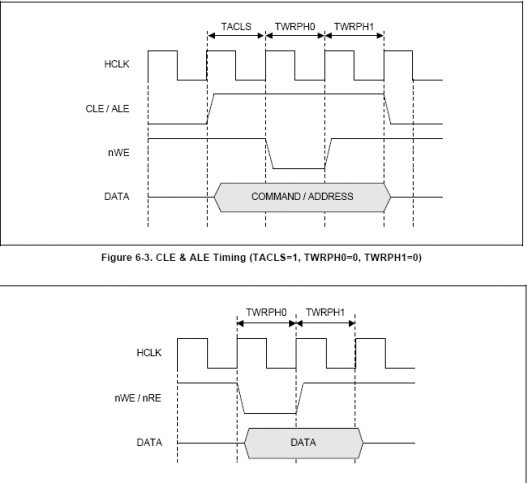 TACLS TWRPH0 TWRPH1
HCLK
CLE / ALE
nWE
DATA COMMAND / ADDRESS
Figure 6-3. CLE & ALE Timing (TACLS=1, TWRPH0=0, TWRPH1=0)
TWRPH0 TWRPH1
HCLK
nWE / nRE
DATA DATA